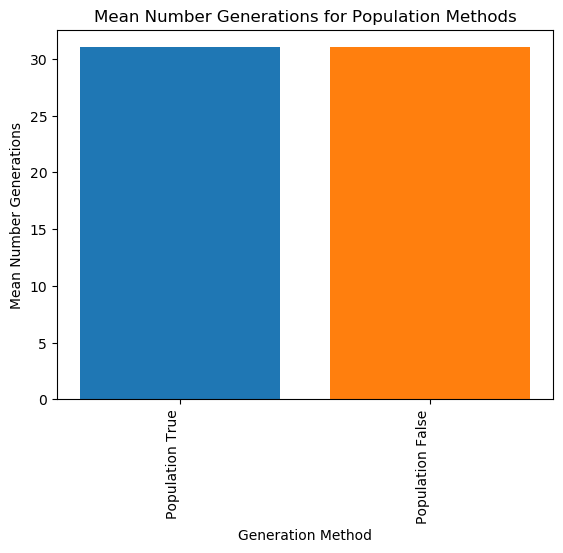 Mean Number Generations for Population Methods
Mean Number Generations
30
25
20
15
10
5
0
Population True
Population False
Generation Method